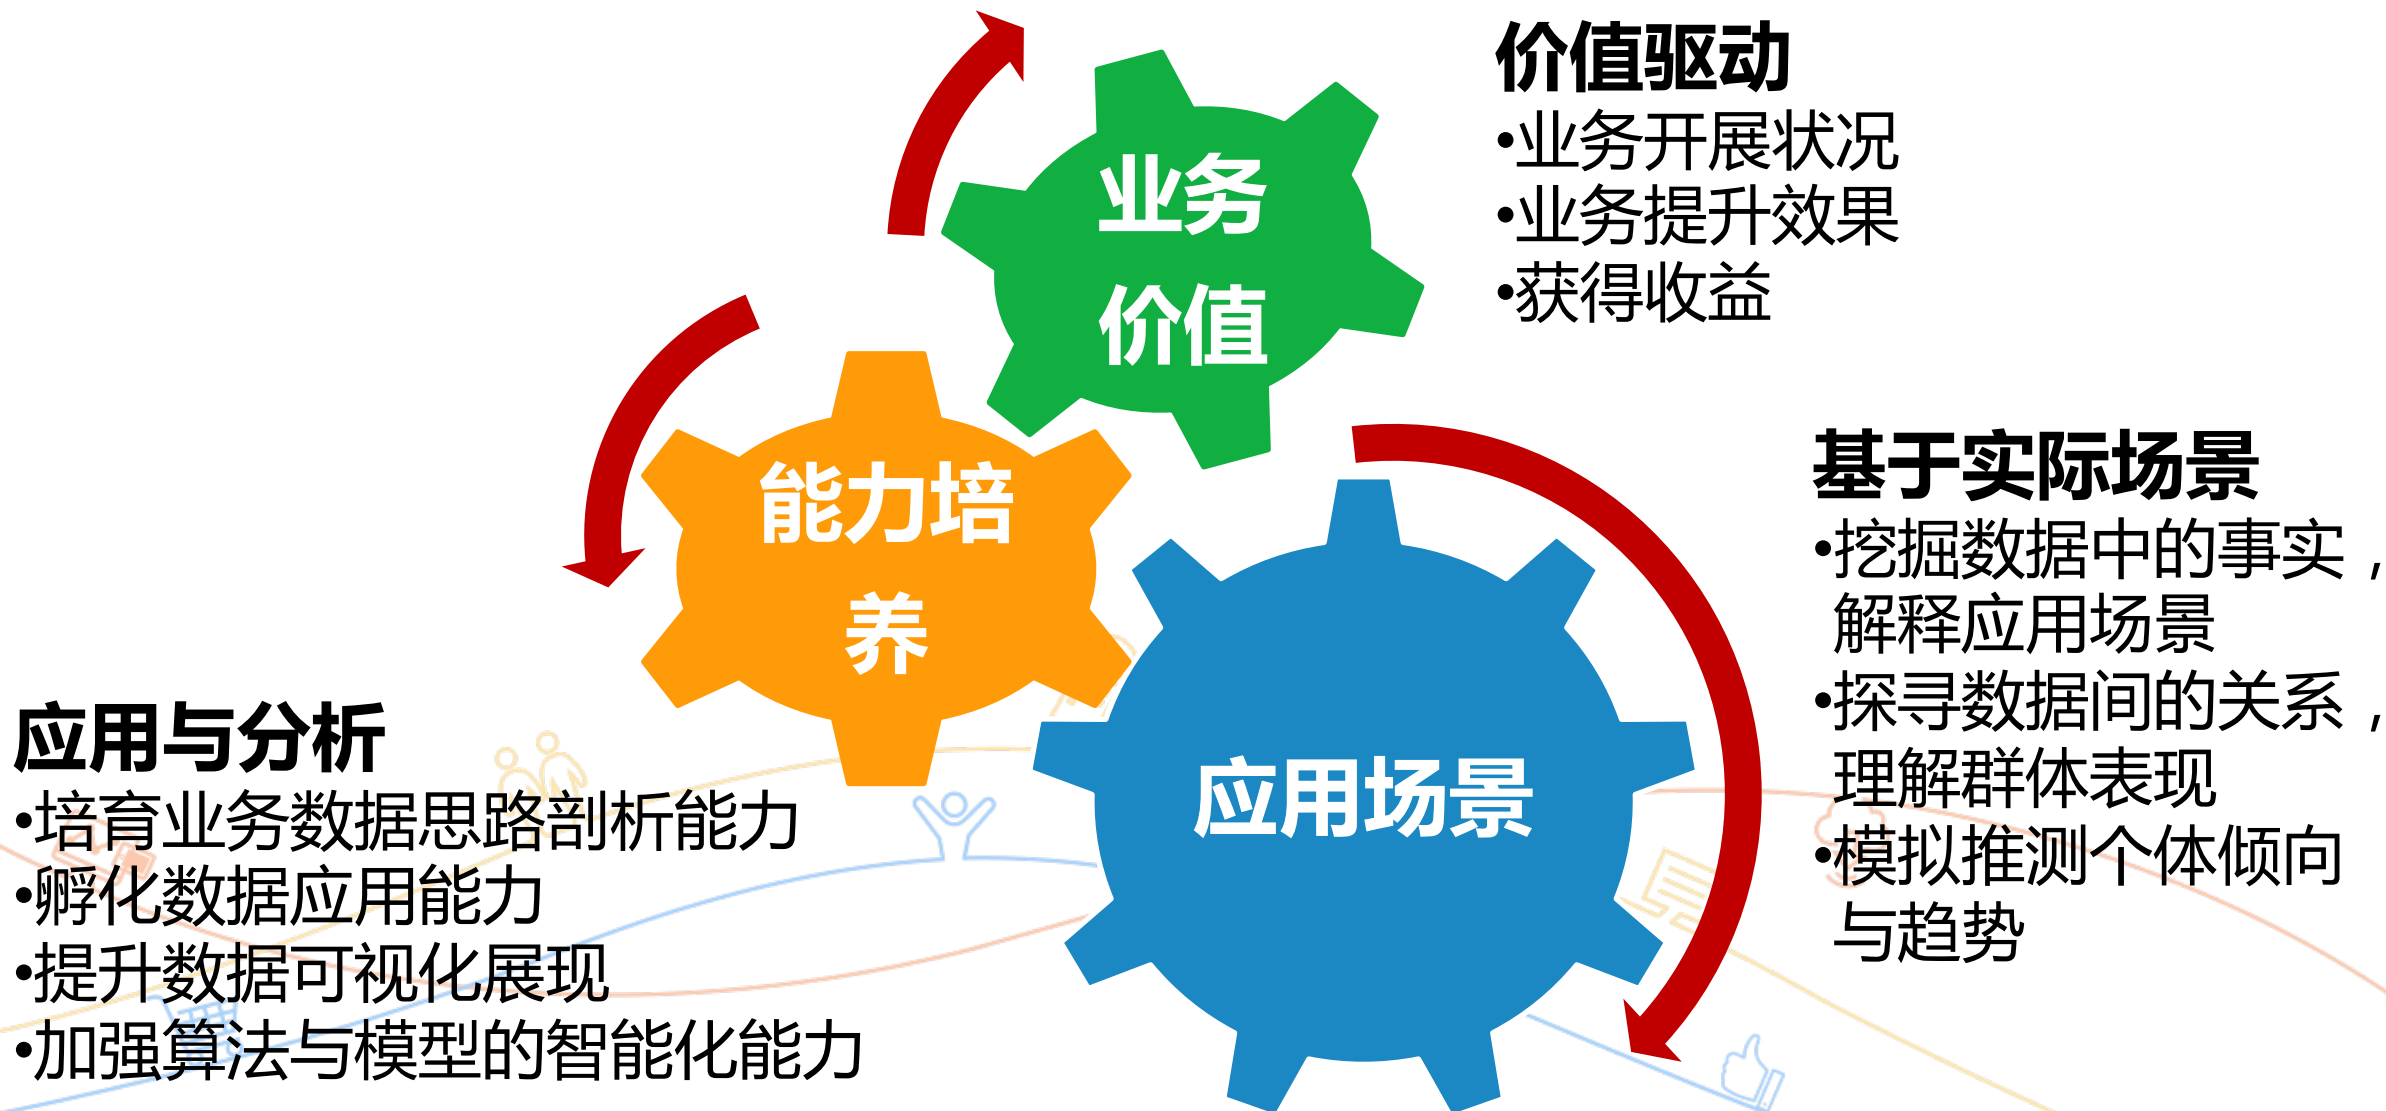 价值驱动
•业务开展状况
•业务提升效果
•获得收益
业务
价值
能力培
养
基于实际场景
•挖掘数据中的事实，
解释应用场景
•探寻数据间的关系，
理解群体表现
•模拟推测个体倾向
与趋势
应用场景
应用与分析
•培育业务数据思路剖析能力
•孵化数据应用能力
•提升数据可视化展现
•加强算法与模型的智能化能力